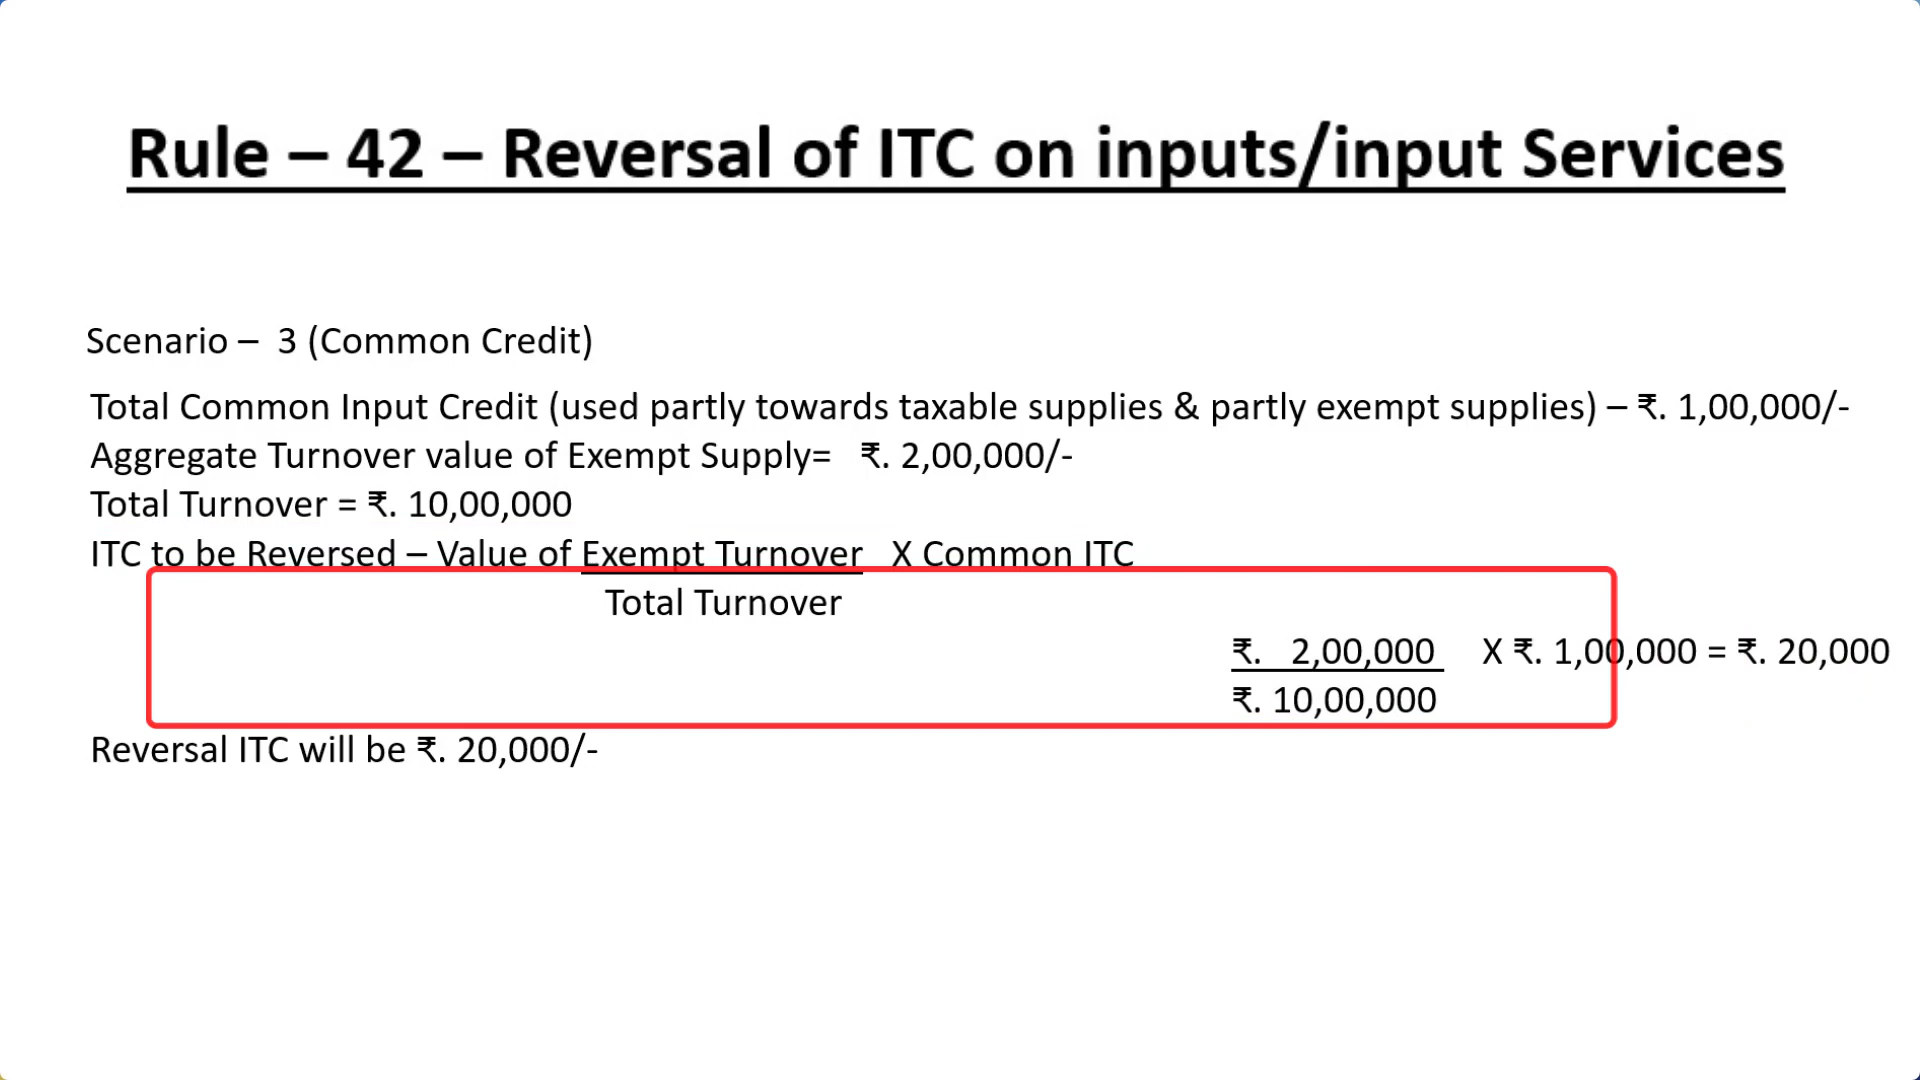 Rule – 42 – Reversal of ITC on inputs/input Services
Scenario – 3 (Common Credit)
Total Common Input Credit (used partly towards taxable supplies & partly exempt supplies) – ₹. 1,00,000/-
Aggregate Turnover value of Exempt Supply= ₹. 2,00,000/-
Total Turnover = ₹. 10,00,000
ITC to be Reversed – Value of Exempt Turnover X Common ITC
Total Turnover
₹. 2,00,000 X ₹. 1,00,000 = ₹. 20,000
₹. 10,00,000
Reversal ITC will be ₹. 20,000/-